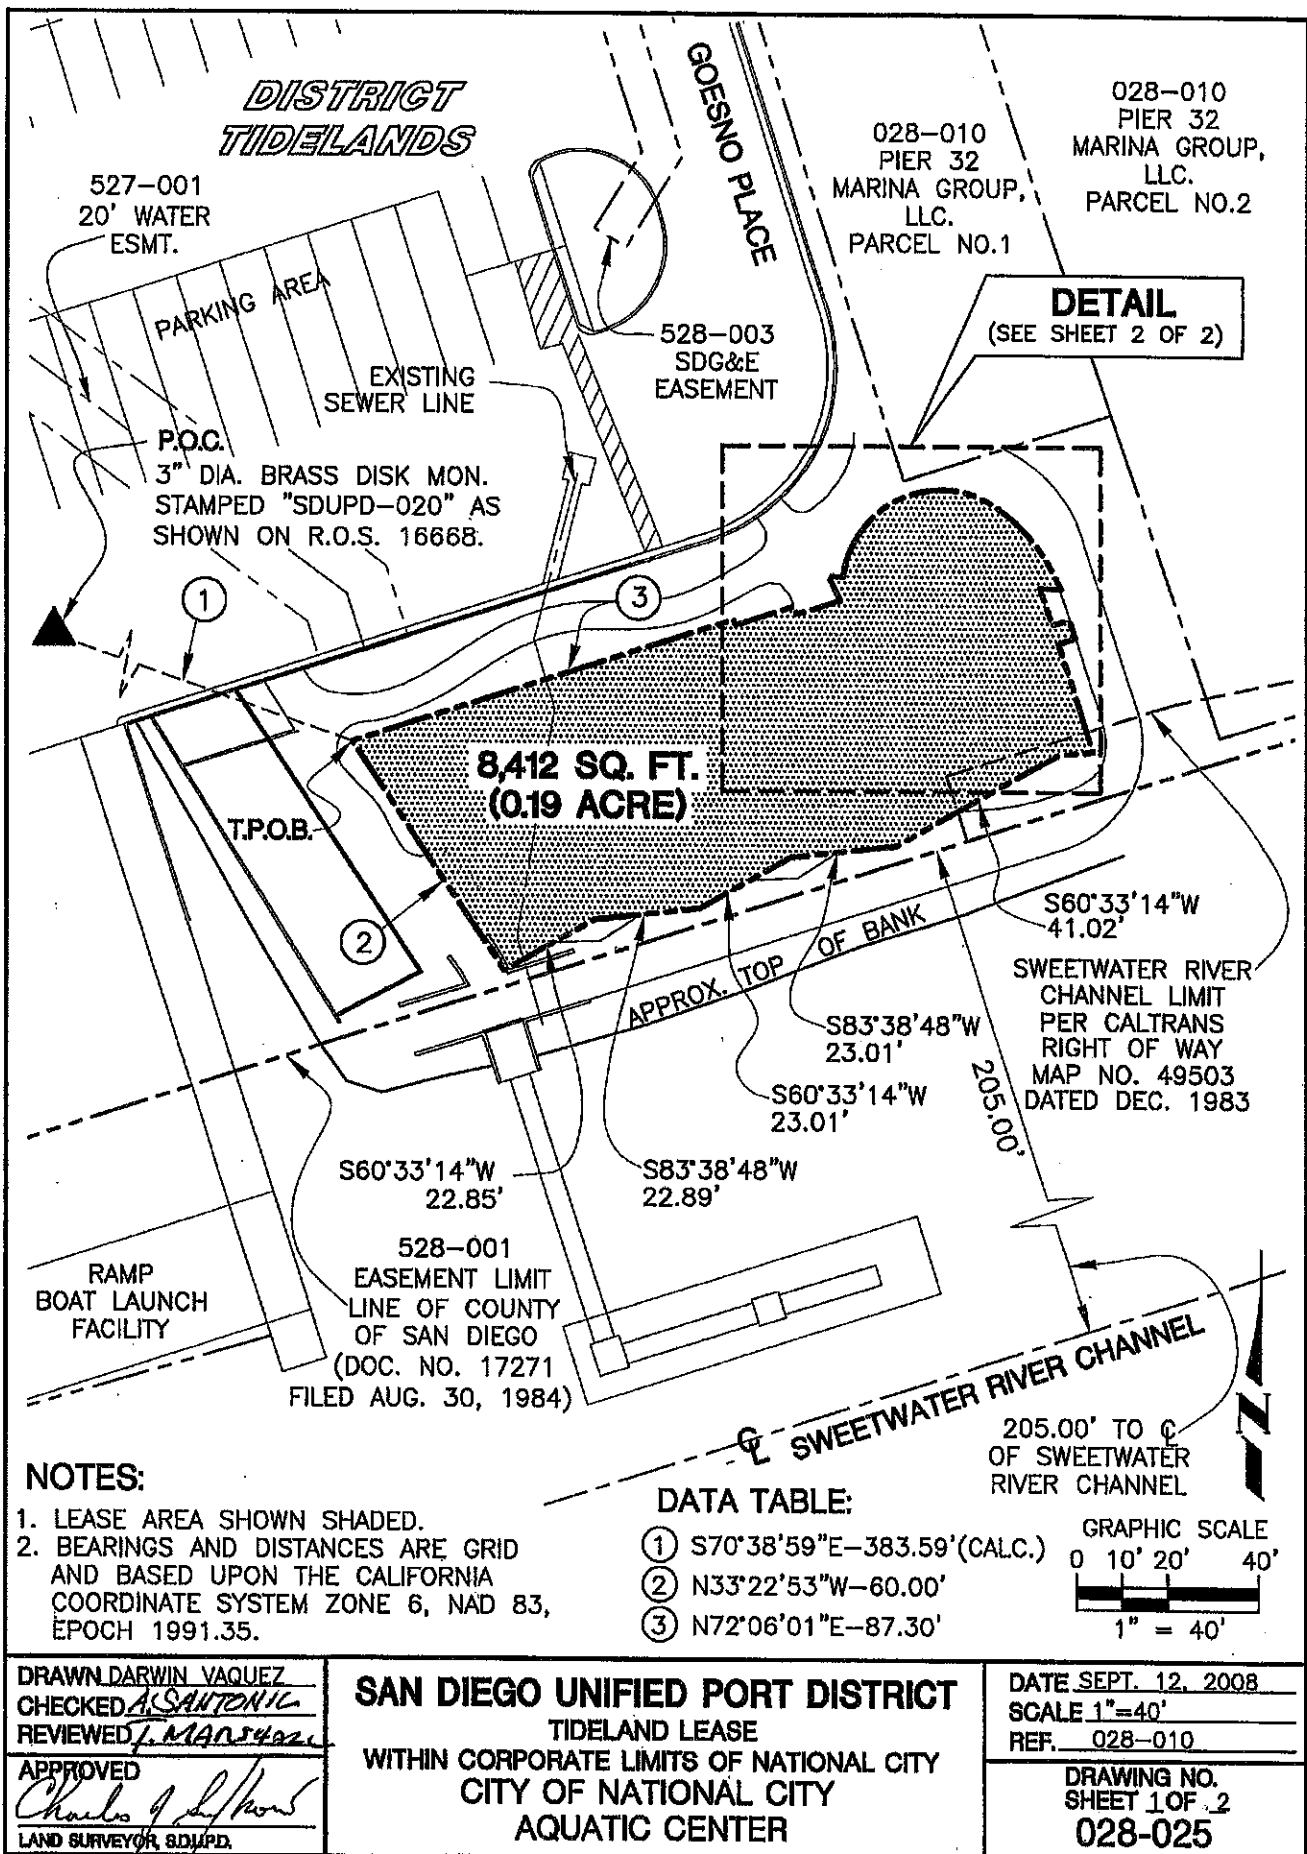 DISTRICT
TIDELANDS
GOESNO PLACE
028-010
PIER 32
MARINA GROUP,
LLC.
PARCEL NO.1
028-010
PIER 32
MARINA GROUP,
LLC.
PARCEL NO.2
527-001
20' WATER
ESMT.
PARKING AREA
DETAIL
(SEE SHEET 2 OF 2)
528-003
SDG&E
EASEMENT
EXISTING
SEWER LINE
P.O.C.
3" DIA. BRASS DISK MON.
STAMPED "SDUPD-020" AS
SHOWN ON R.O.S. 16668.
1
3
8,412 SQ. FT.
(0.19 ACRE)
T.P.O.B.
2
S60°33'14"W
41.02'
APPROX. TOP OF BANK
SWEETWATER RIVER
CHANNEL LIMIT
PER CALTRANS
RIGHT OF WAY
MAP NO. 49503
DATED DEC. 1983
S83°38'48"W
23.01'
S60°33'14"W
23.01'
205.00'
S60°33'14"W
22.85'
S83°38'48"W
22.89'
528-001
EASEMENT LIMIT
LINE OF COUNTY
OF SAN DIEGO
(DOC. NO. 17271
FILED AUG. 30, 1984)
RAMP
BOAT LAUNCH
FACILITY
℄ SWEETWATER RIVER CHANNEL
205.00' TO ℄
OF SWEETWATER
RIVER CHANNEL
N
NOTES:
1. LEASE AREA SHOWN SHADED.
2. BEARINGS AND DISTANCES ARE GRID
AND BASED UPON THE CALIFORNIA
COORDINATE SYSTEM ZONE 6, NAD 83,
EPOCH 1991.35.
DATA TABLE:
1 S70°38'59"E-383.59'(CALC.)
2 N33°22'53"W-60.00'
3 N72°06'01"E-87.30'
GRAPHIC SCALE
0 10' 20' 40'
1" = 40'
DRAWN DARWIN VAQUEZ
CHECKED A. SANTONIL
REVIEWED T. MARSHALL
APPROVED
LAND SURVEYOR, S.D.U.P.D.
SAN DIEGO UNIFIED PORT DISTRICT
TIDELAND LEASE
WITHIN CORPORATE LIMITS OF NATIONAL CITY
CITY OF NATIONAL CITY
AQUATIC CENTER
DATE SEPT. 12, 2008
SCALE 1"=40'
REF. 028-010
DRAWING NO.
SHEET 1 OF 2
028-025